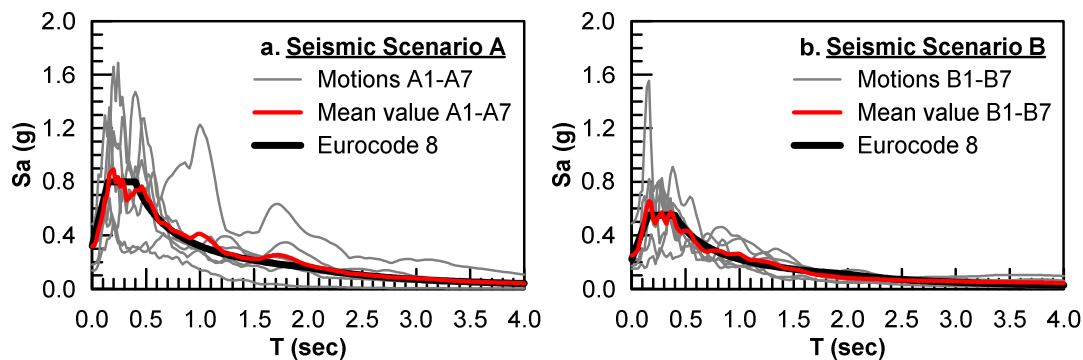 a. Seismic Scenario A
Motions A1-A7
Mean value A1-A7
Eurocode 8
Sa (g)
2.0
1.6
1.2
0.8
0.4
0.0
0.0 0.5 1.0 1.5 2.0 2.5 3.0 3.5 4.0
T (sec)
b. Seismic Scenario B
Motions B1-B7
Mean value B1-B7
Eurocode 8
Sa (g)
2.0
1.6
1.2
0.8
0.4
0.0
0.0 0.5 1.0 1.5 2.0 2.5 3.0 3.5 4.0
T (sec)